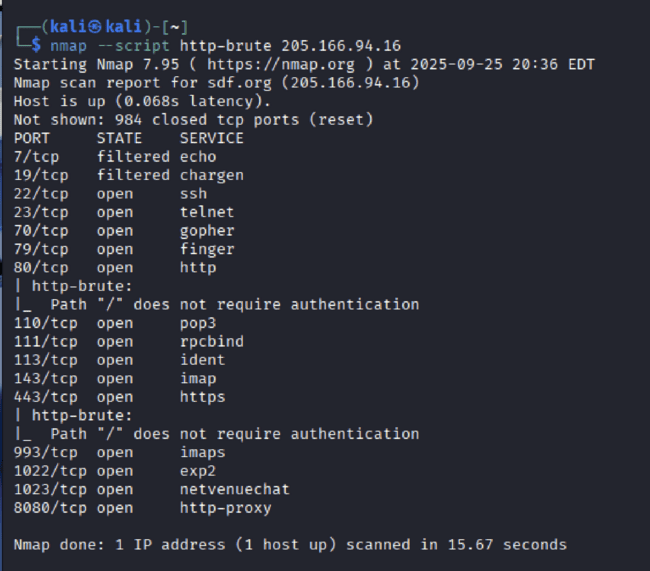 ┌──(kali㉿kali)-[~]
└─$ nmap --script http-brute 205.166.94.16
Starting Nmap 7.95 ( https://nmap.org ) at 2025-09-25 20:36 EDT
Nmap scan report for sdf.org (205.166.94.16)
Host is up (0.068s latency).
Not shown: 984 closed tcp ports (reset)
PORT     STATE    SERVICE
7/tcp    filtered echo
19/tcp   filtered chargen
22/tcp   open     ssh
23/tcp   open     telnet
70/tcp   open     gopher
79/tcp   open     finger
80/tcp   open     http
| http-brute:
|_  Path "/" does not require authentication
110/tcp  open     pop3
111/tcp  open     rpcbind
113/tcp  open     ident
143/tcp  open     imap
443/tcp  open     https
| http-brute:
|_  Path "/" does not require authentication
993/tcp  open     imaps
1022/tcp open     exp2
1023/tcp open     netvenuechat
8080/tcp open     http-proxy
Nmap done: 1 IP address (1 host up) scanned in 15.67 seconds